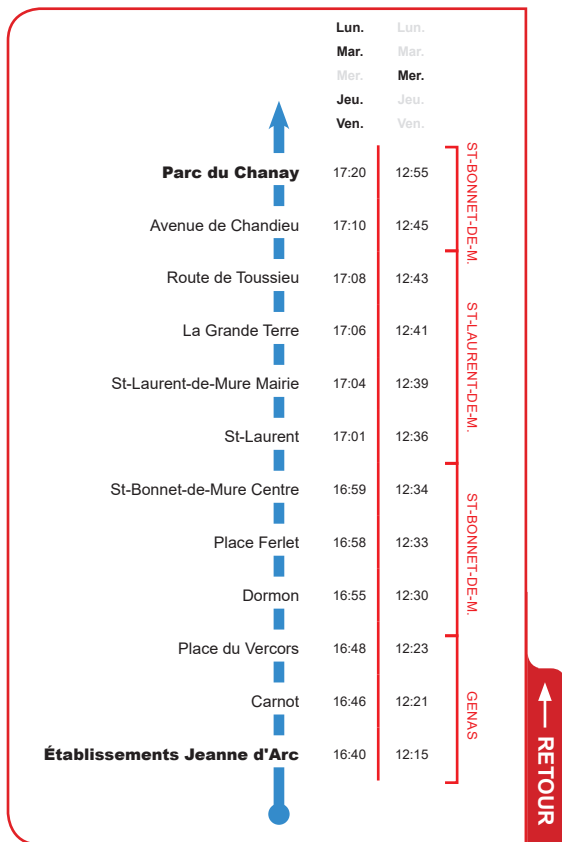 Lun. Lun.
Mar. Mar.
Mer. Mer.
Jeu. Jeu.
Ven. Ven.
Parc du Chanay 17:20 12:55
Avenue de Chandieu 17:10 12:45
ST-BONNET-DE-M.
Route de Toussieu 17:08 12:43
La Grande Terre 17:06 12:41
St-Laurent-de-Mure Mairie 17:04 12:39
St-Laurent 17:01 12:36
ST-LAURENT-DE-M.
St-Bonnet-de-Mure Centre 16:59 12:34
Place Ferlet 16:58 12:33
Dormon 16:55 12:30
ST-BONNET-DE-M.
Place du Vercors 16:48 12:23
Carnot 16:46 12:21
Établissements Jeanne d'Arc 16:40 12:15
GENAS
RETOUR